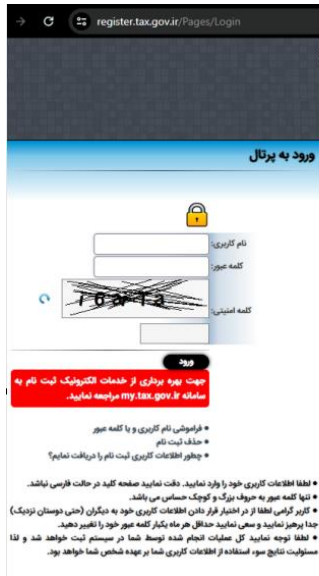 register.tax.gov.ir/Pages/Login
ورود به پرتال
نام کاربری:
کلمه عبور:
کلمه امنیتی:
ورود
جهت بهره برداری از خدمات الکترونیک ثبت نام به
سامانه my.tax.gov.ir مراجعه نمایید.
• فراموشی نام کاربری و یا کلمه عبور
• حذف ثبت نام
• چطور اطلاعات کاربری ثبت نام را دریافت نمایم؟
• لطفا اطلاعات کاربری خود را وارد نمایید. دقت نمایید صفحه کلید در حالت فارسی نباشد.
• تنها کلمه عبور به حروف بزرگ و کوچک حساس می باشد.
• کاربر گرامی لطفا از در اختیار قرار دادن اطلاعات کاربری خود به دیگران (حتی دوستان نزدیک)
جدا پرهیز نمایید و سعی نمایید حداقل هر ماه یکبار کلمه عبور خود را تغییر دهید.
• لطفا توجه نمایید کل عملیات انجام شده توسط شما در سیستم ثبت خواهد شد و لذا
مسئولیت نتایج سوء استفاده از اطلاعات کاربری شما بر عهده شخص شما خواهد بود.